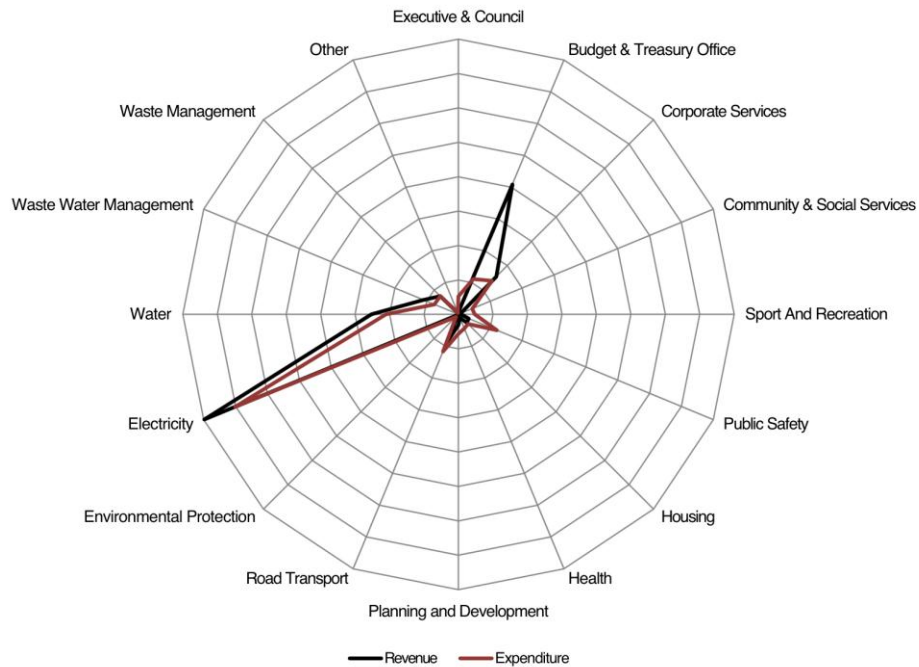 Executive & Council
Budget & Treasury Office
Corporate Services
Community & Social Services
Sport And Recreation
Public Safety
Housing
Health
Planning and Development
Road Transport
Environmental Protection
Electricity
Water
Waste Water Management
Waste Management
Other
Revenue
Expenditure